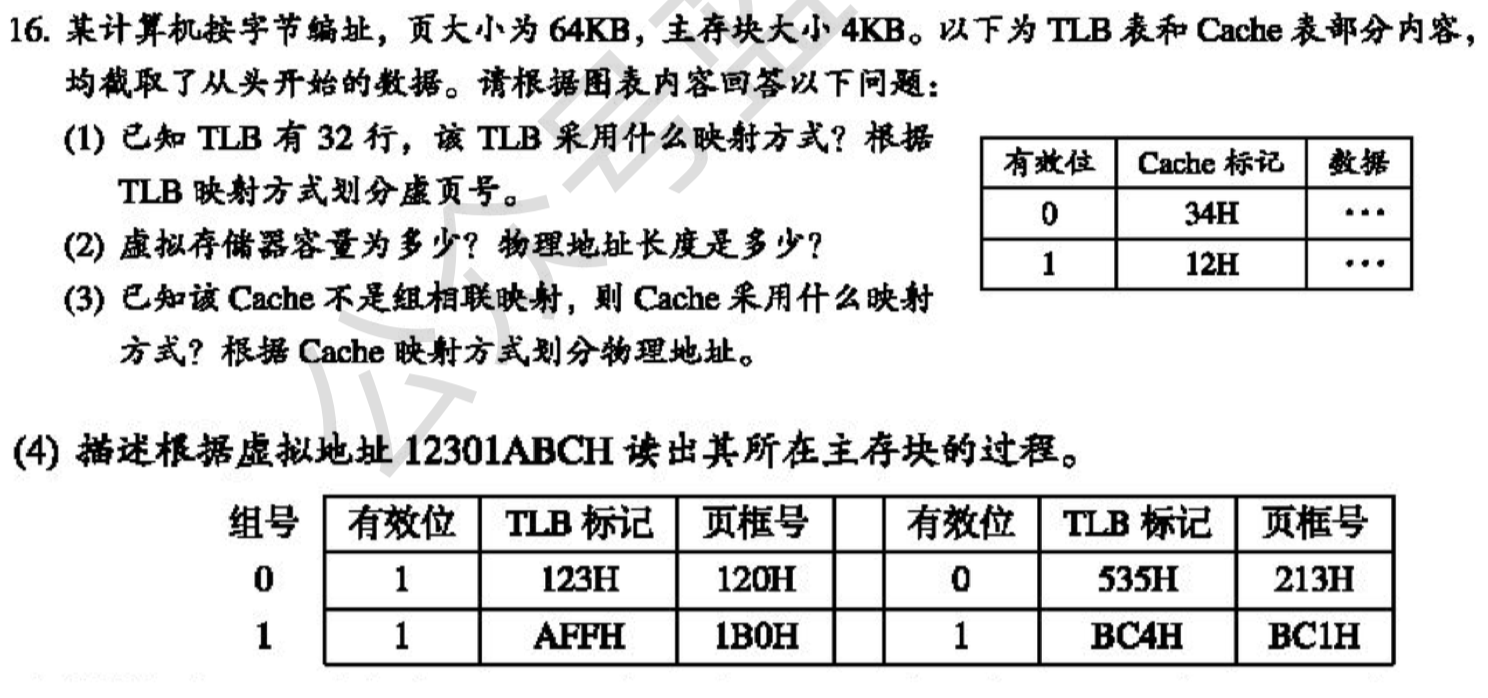 16. 某计算机按字节编址，页大小为 64KB，主存块大小 4KB。以下为 TLB 表和 Cache 表部分内容，
均截取了从头开始的数据。请根据图表内容回答以下问题：
(1) 已知 TLB 有 32 行，该 TLB 采用什么映射方式？根据
TLB 映射方式划分虚页号。
(2) 虚拟存储器容量为多少？物理地址长度是多少？
(3) 已知该 Cache 不是组相联映射，则 Cache 采用什么映射
方式？根据 Cache 映射方式划分物理地址。
有效位 Cache 标记 数据
0 34H …
1 12H …
(4) 描述根据虚拟地址 12301ABCH 读出其所在主存块的过程。
组号 有效位 TLB 标记 页框号 有效位 TLB 标记 页框号
0 1 123H 120H 0 535H 213H
1 1 AFFH 1B0H 1 BC4H BC1H
公众号